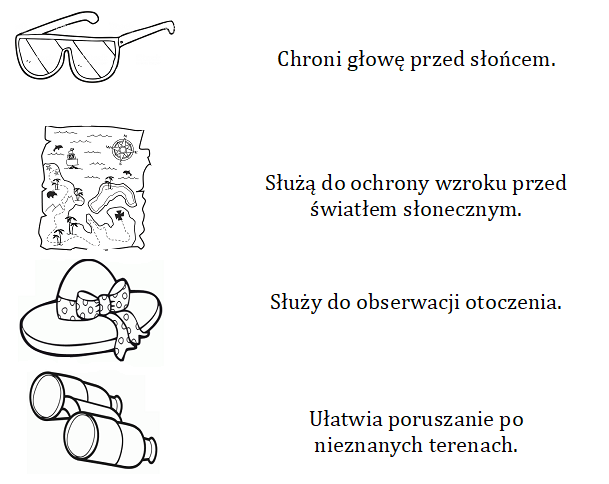 Chroni głowę przed słońcem.
Służą do ochrony wzroku przed
światłem słonecznym.
Służy do obserwacji otoczenia.
Ułatwia poruszanie po
nieznanych terenach.